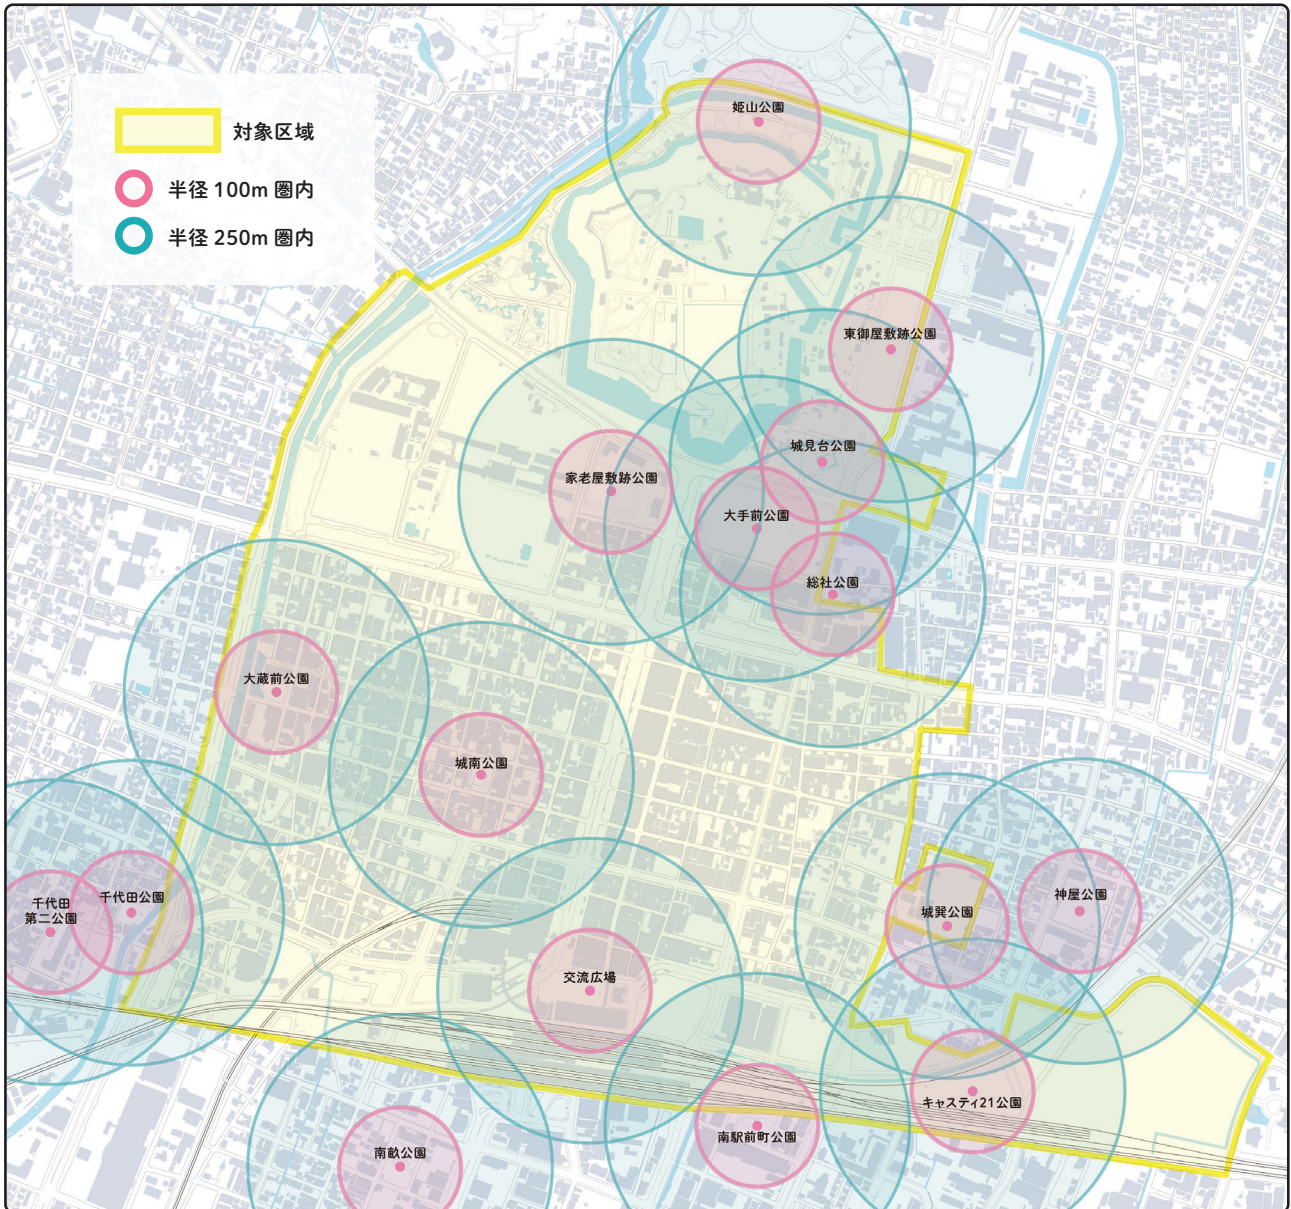 対象区域
半径 100m 圏内
半径 250m 圏内
姫山公園
東御屋敷跡公園
城見台公園
家老屋敷跡公園
大手前公園
総社公園
大蔵前公園
城南公園
千代田
第二公園
千代田公園
城巽公園
神屋公園
交流広場
キャスティ21公園
南駅前町公園
南畝公園